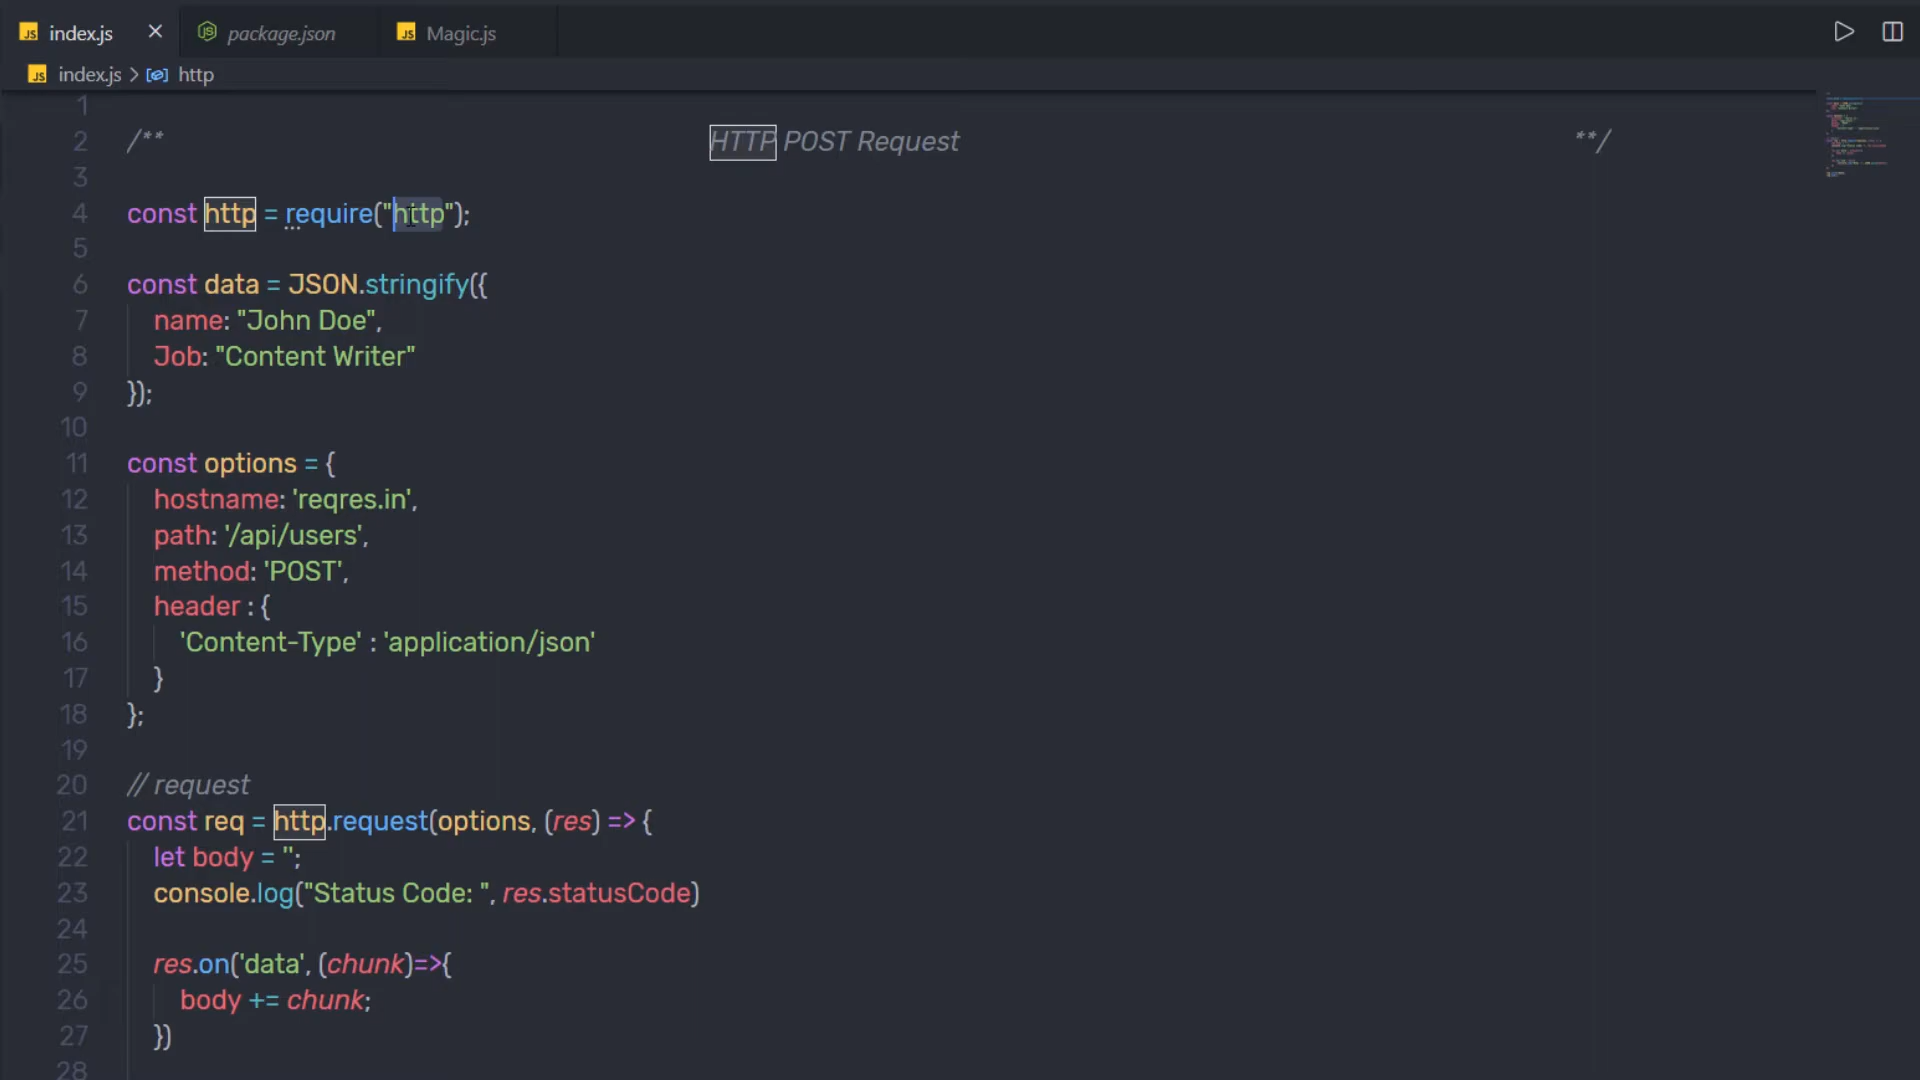 JS index.js × JS package.json JS Magic.js
JS index.js > http
1
2 /** HTTP POST Request **/
3
4 const http = require("http");
5
6 const data = JSON.stringify({
7 name: "John Doe",
8 Job: "Content Writer"
9 });
10
11 const options = {
12 hostname: 'reqres.in',
13 path: '/api/users',
14 method: 'POST',
15 header : {
16 'Content-Type' : 'application/json'
17 }
18 };
19
20 // request
21 const req = http.request(options, (res) => {
22 let body = '';
23 console.log("Status Code: ", res.statusCode)
24
25 res.on('data', (chunk)=>{
26 body += chunk;
27 })
28